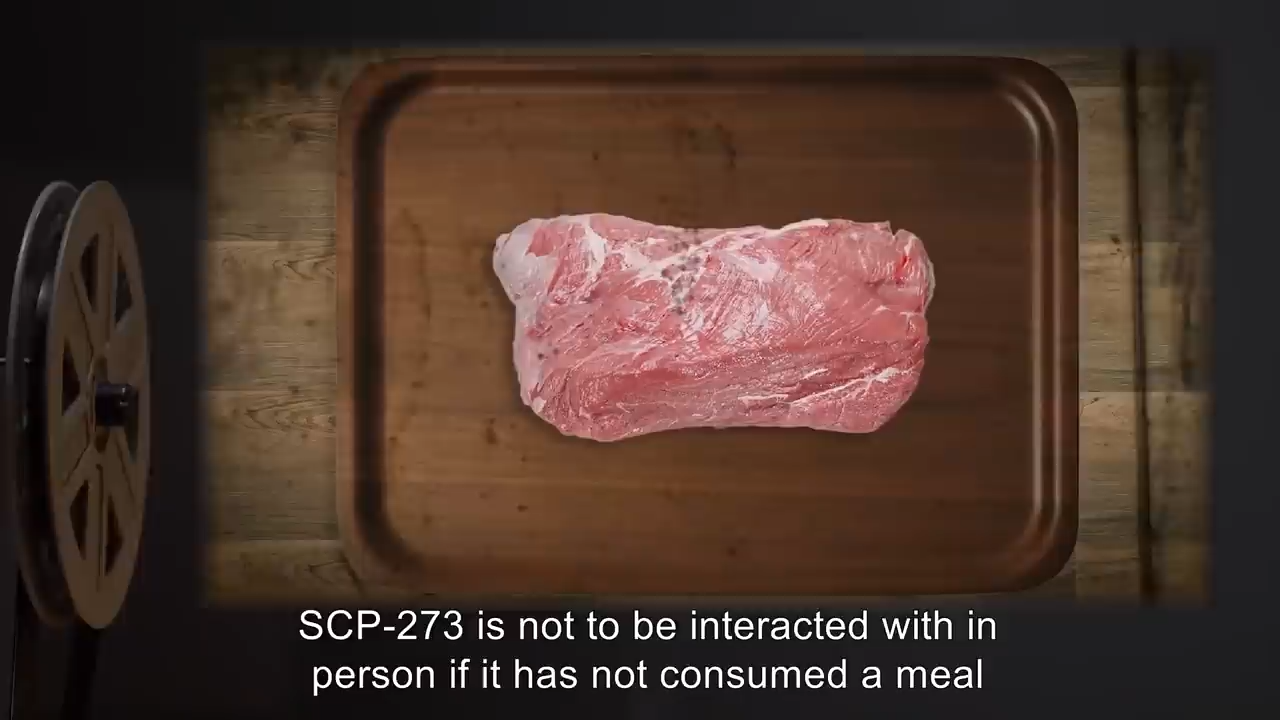 SCP-273 is not to be interacted with in
person if it has not consumed a meal